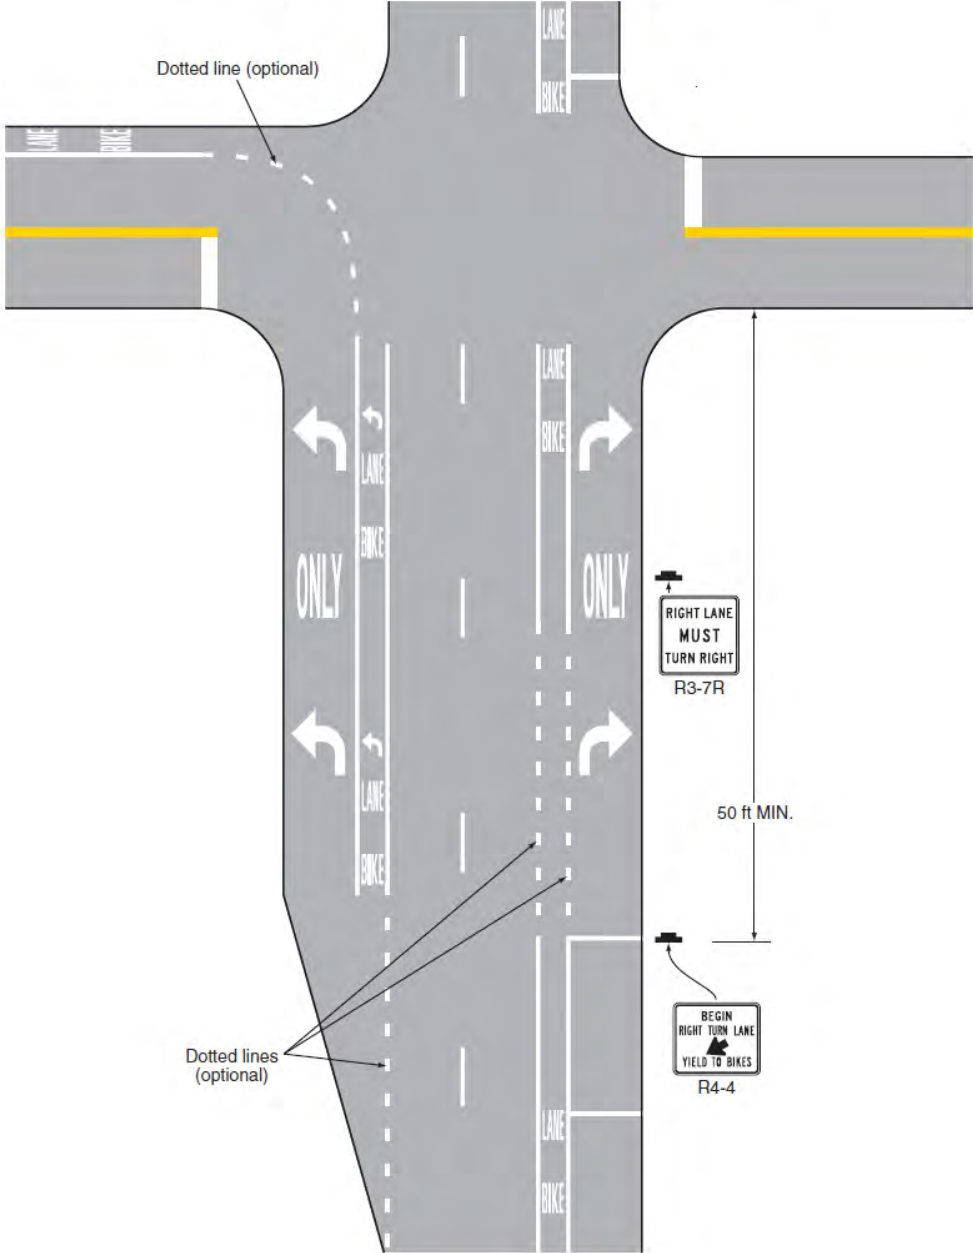 LANE
BIKE
Dotted line (optional)
LANE
BIKE
LANE
BIKE
LANE
BIKE
ONLY
ONLY
RIGHT LANE
MUST
TURN RIGHT
R3-7R
LANE
BIKE
50 ft MIN.
BEGIN
RIGHT TURN LANE
YIELD TO BIKES
R4-4
Dotted lines
(optional)
LANE
BIKE